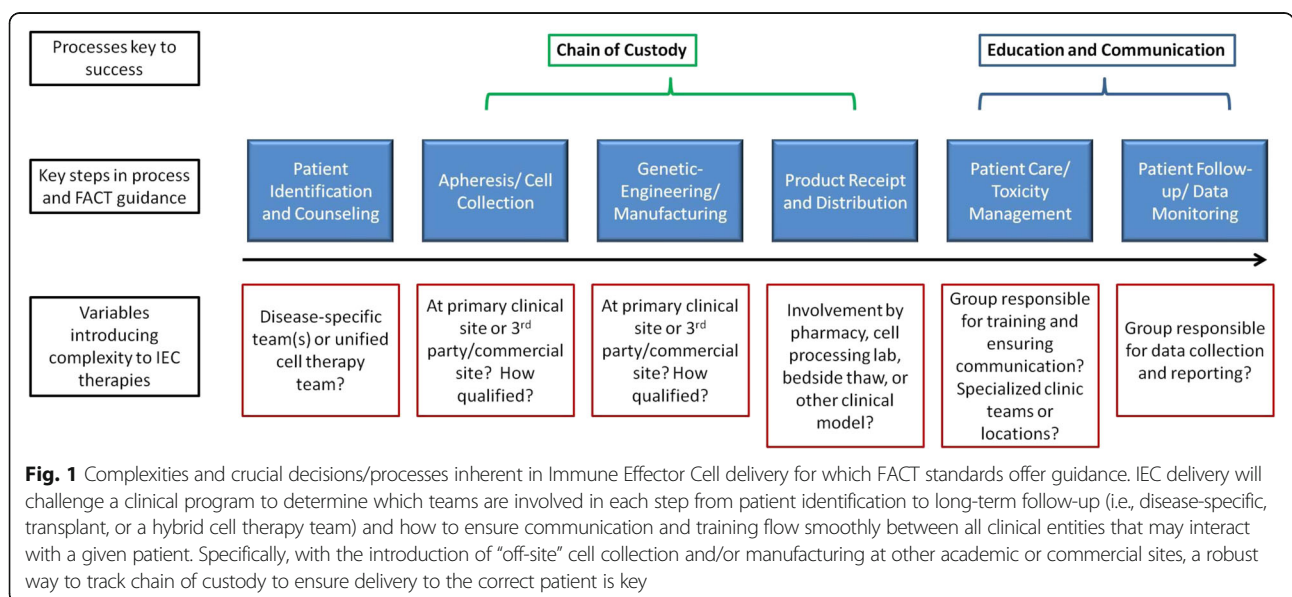 Processes key to
success
Chain of Custody
Education and Communication
Key steps in process
and FACT guidance
Patient
Identification
and Counseling
Apheresis/ Cell
Collection
Genetic-
Engineering/
Manufacturing
Product Receipt
and Distribution
Patient Care/
Toxicity
Management
Patient Follow-
up/ Data
Monitoring
Variables
introducing
complexity to IEC
therapies
Disease-specific
team(s) or unified
cell therapy
team?
At primary clinical
site or 3rd
party/commercial
site? How
qualified?
At primary clinical
site or 3rd
party/commercial
site? How
qualified?
Involvement by
pharmacy, cell
processing lab,
bedside thaw, or
other clinical
model?
Group responsible
for training and
ensuring
communication?
Specialized clinic
teams or
locations?
Group responsible
for data collection
and reporting?
Fig. 1 Complexities and crucial decisions/processes inherent in Immune Effector Cell delivery for which FACT standards offer guidance. IEC delivery will
challenge a clinical program to determine which teams are involved in each step from patient identification to long-term follow-up (i.e., disease-specific,
transplant, or a hybrid cell therapy team) and how to ensure communication and training flow smoothly between all clinical entities that may interact
with a given patient. Specifically, with the introduction of “off-site” cell collection and/or manufacturing at other academic or commercial sites, a robust
way to track chain of custody to ensure delivery to the correct patient is key